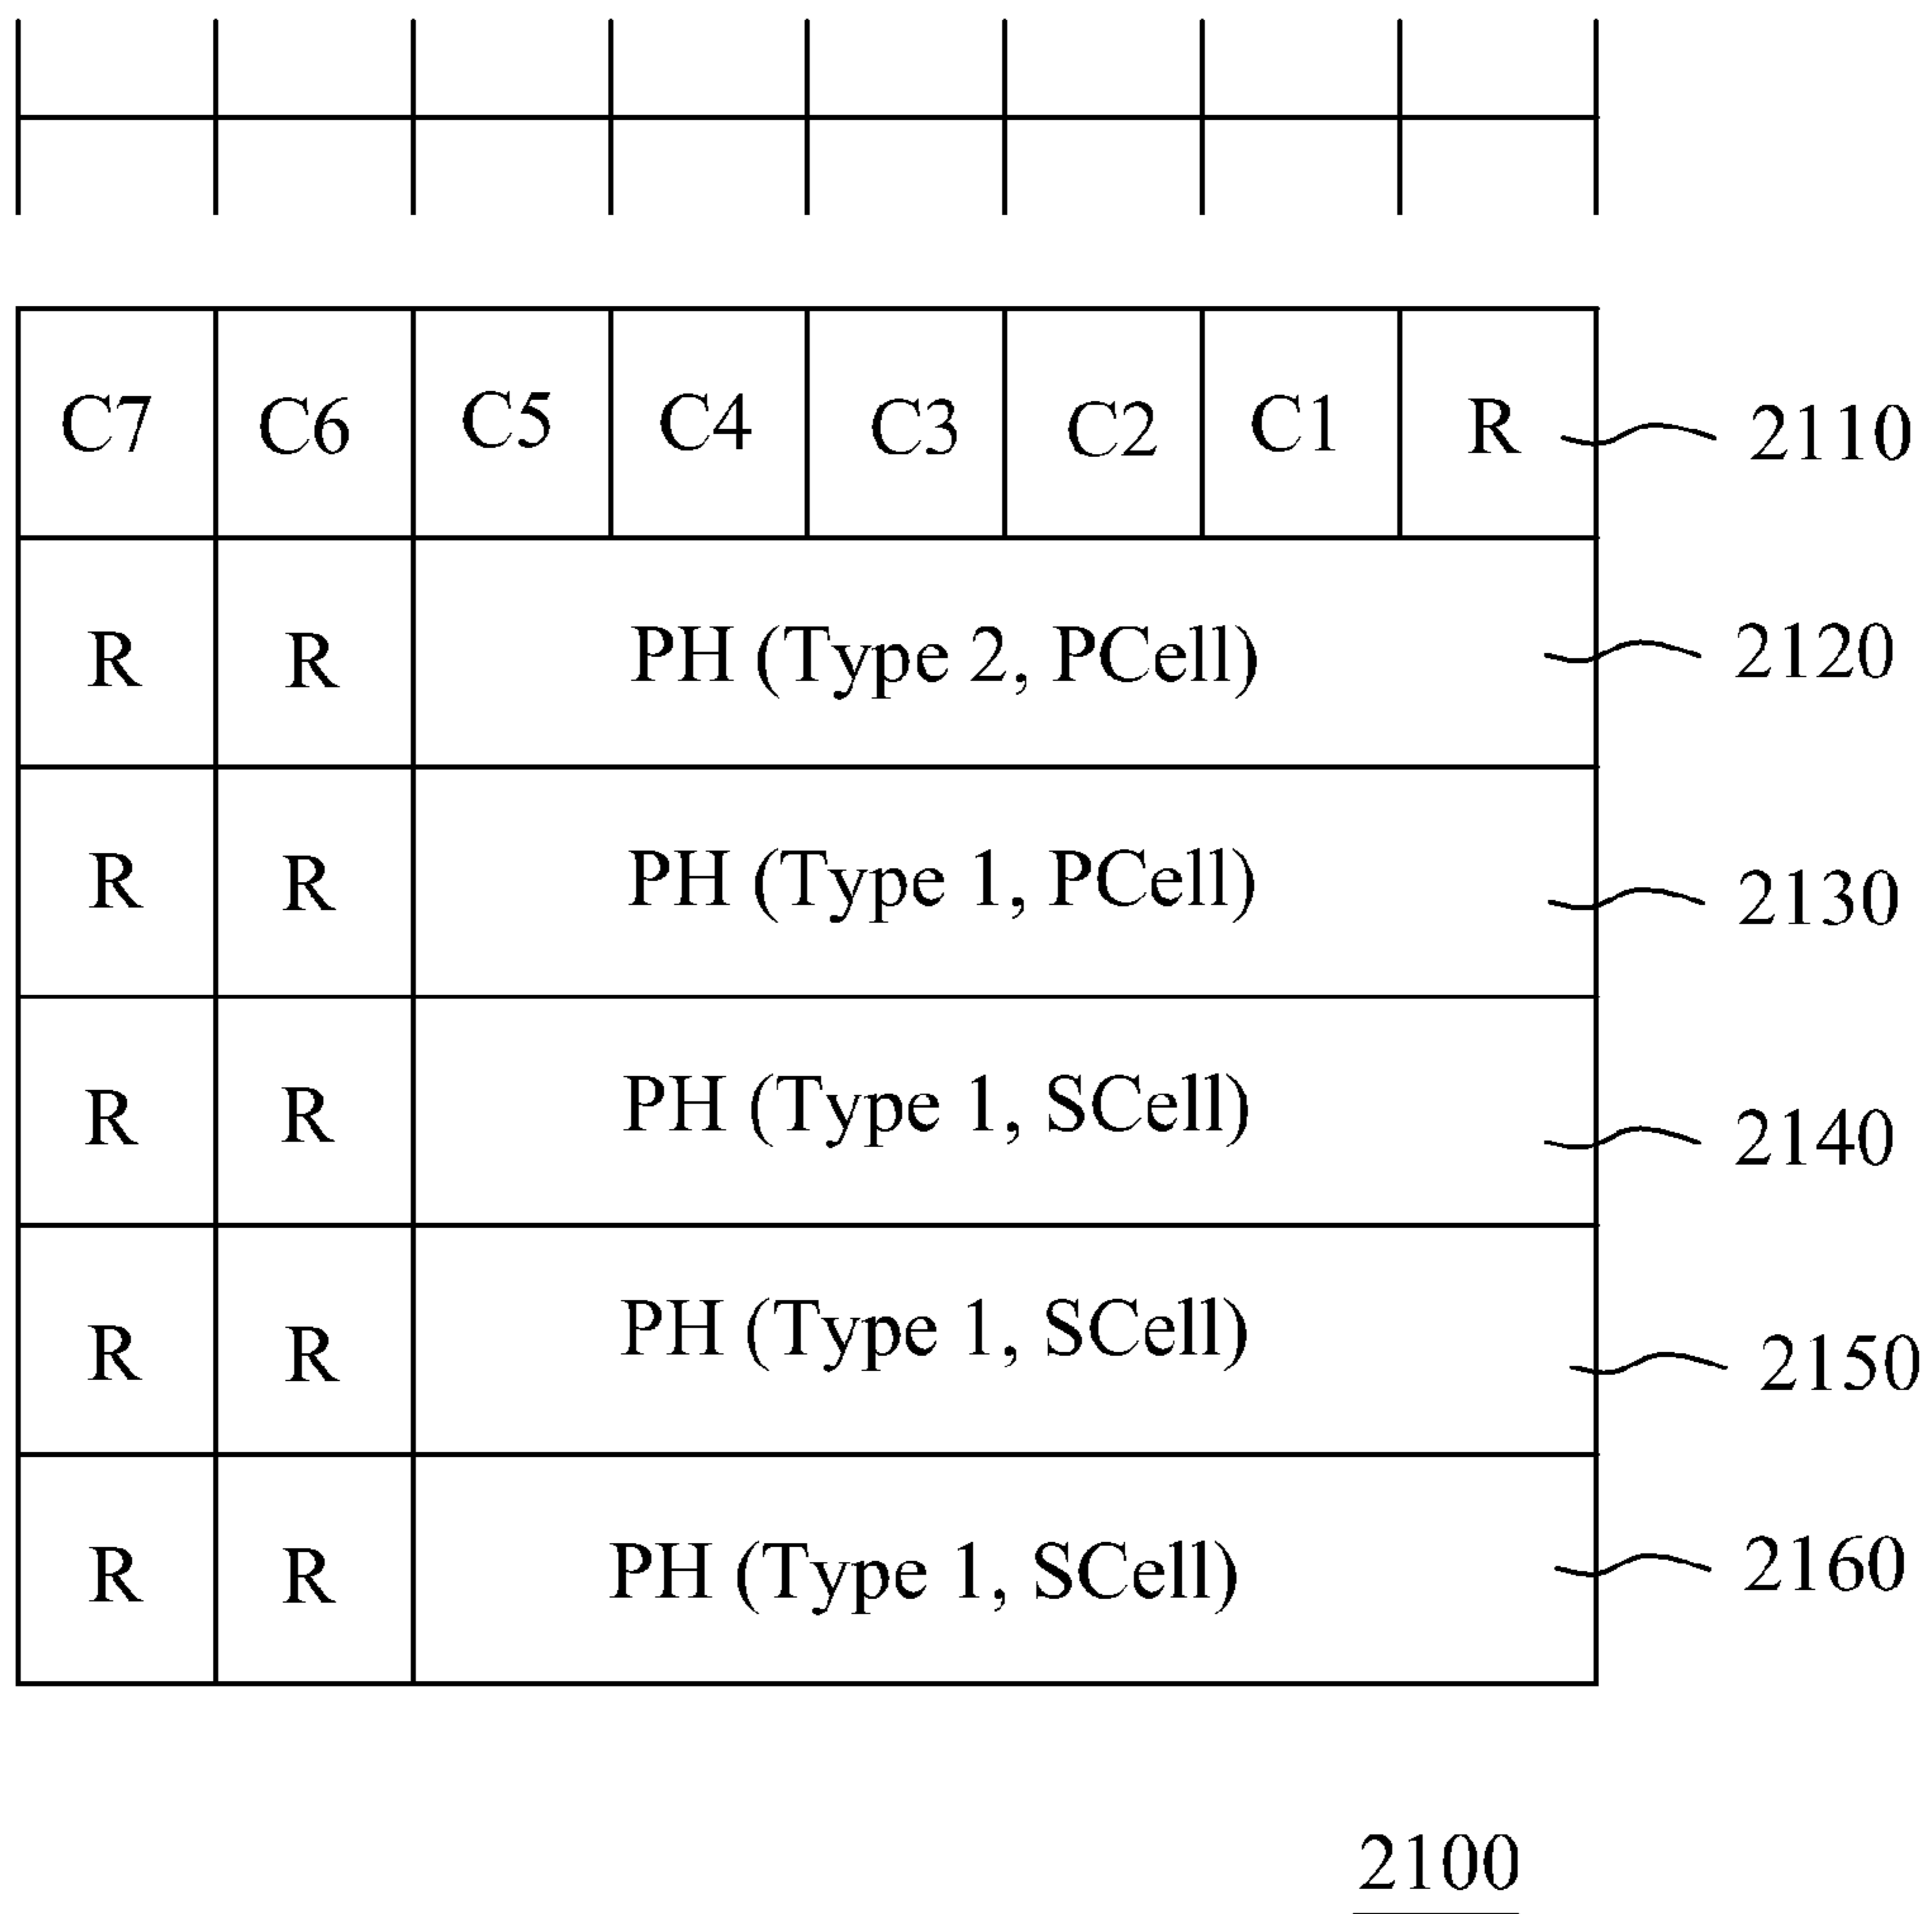 C7 C6 C5 C4 C3 C2 C1 R 2110
R R PH (Type 2, PCell) 2120
R R PH (Type 1, PCell) 2130
R R PH (Type 1, SCell) 2140
R R PH (Type 1, SCell) 2150
R R PH (Type 1, SCell) 2160
2100